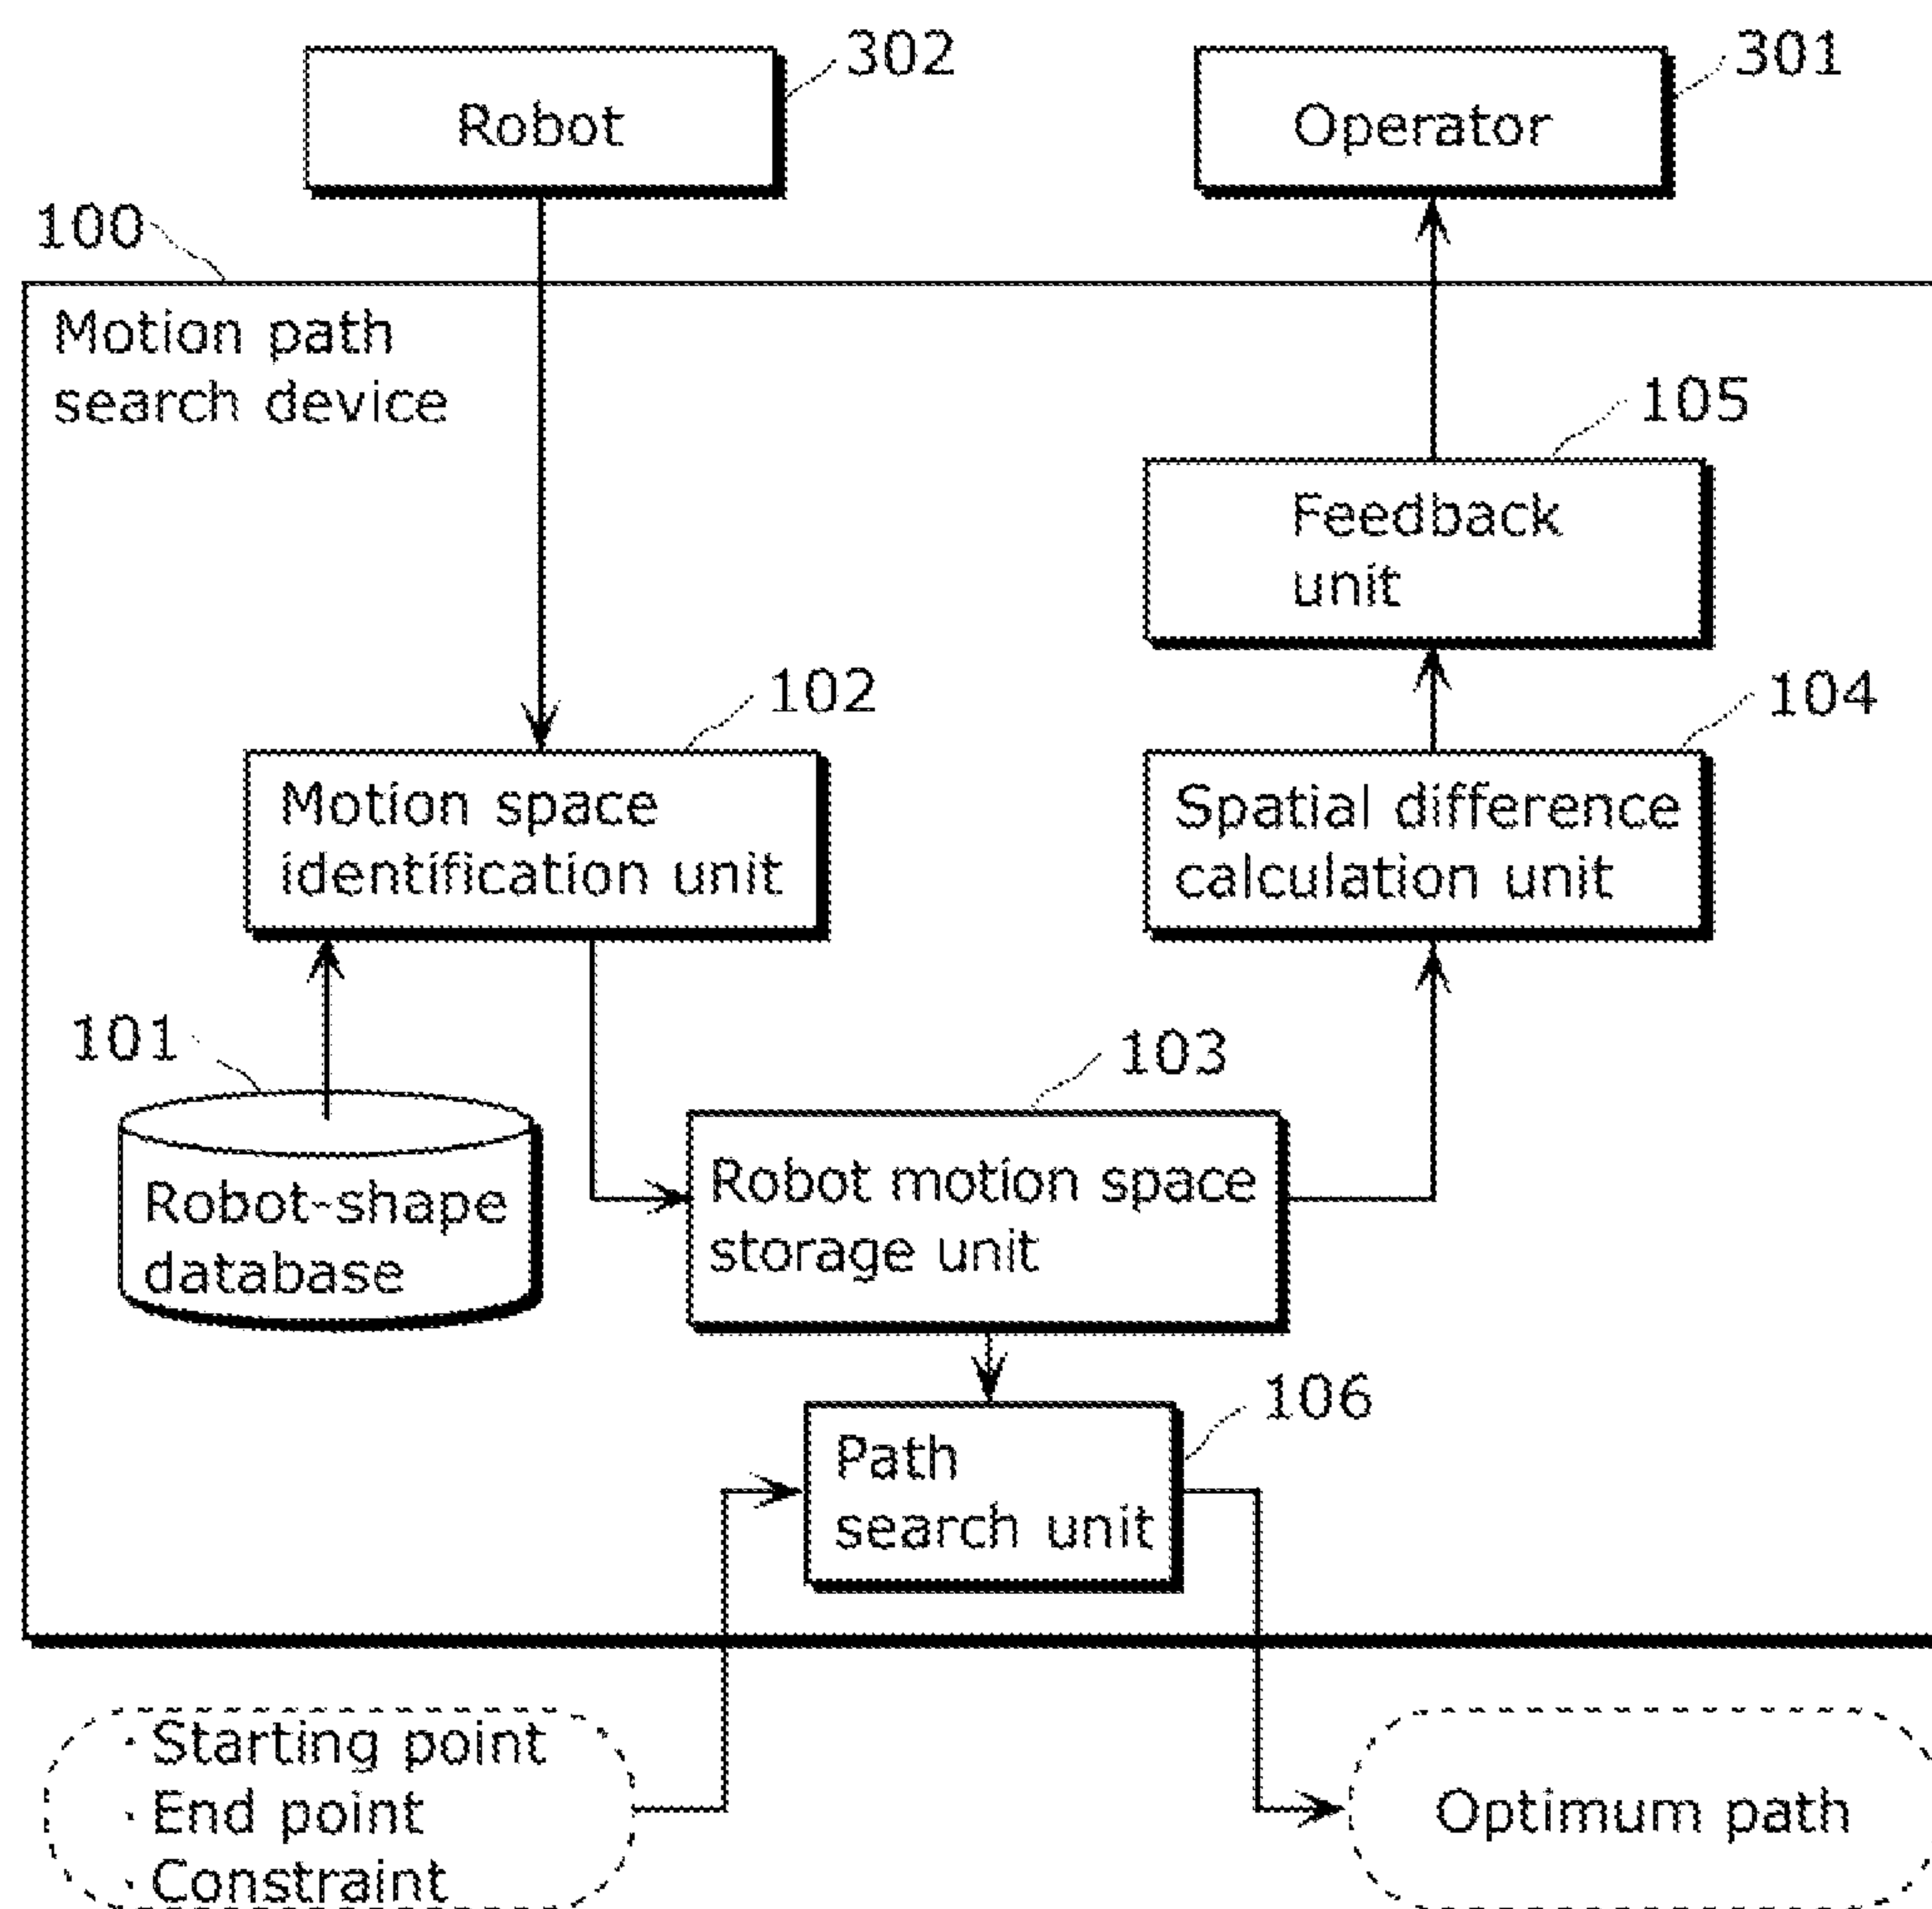 302
301
Robot
Operator
100
Motion path
search device
105
Feedback
unit
102
104
Motion space
identification unit
Spatial difference
calculation unit
101
103
Robot-shape
database
Robot motion space
storage unit
106
Path
search unit
· Starting point
· End point
· Constraint
Optimum path